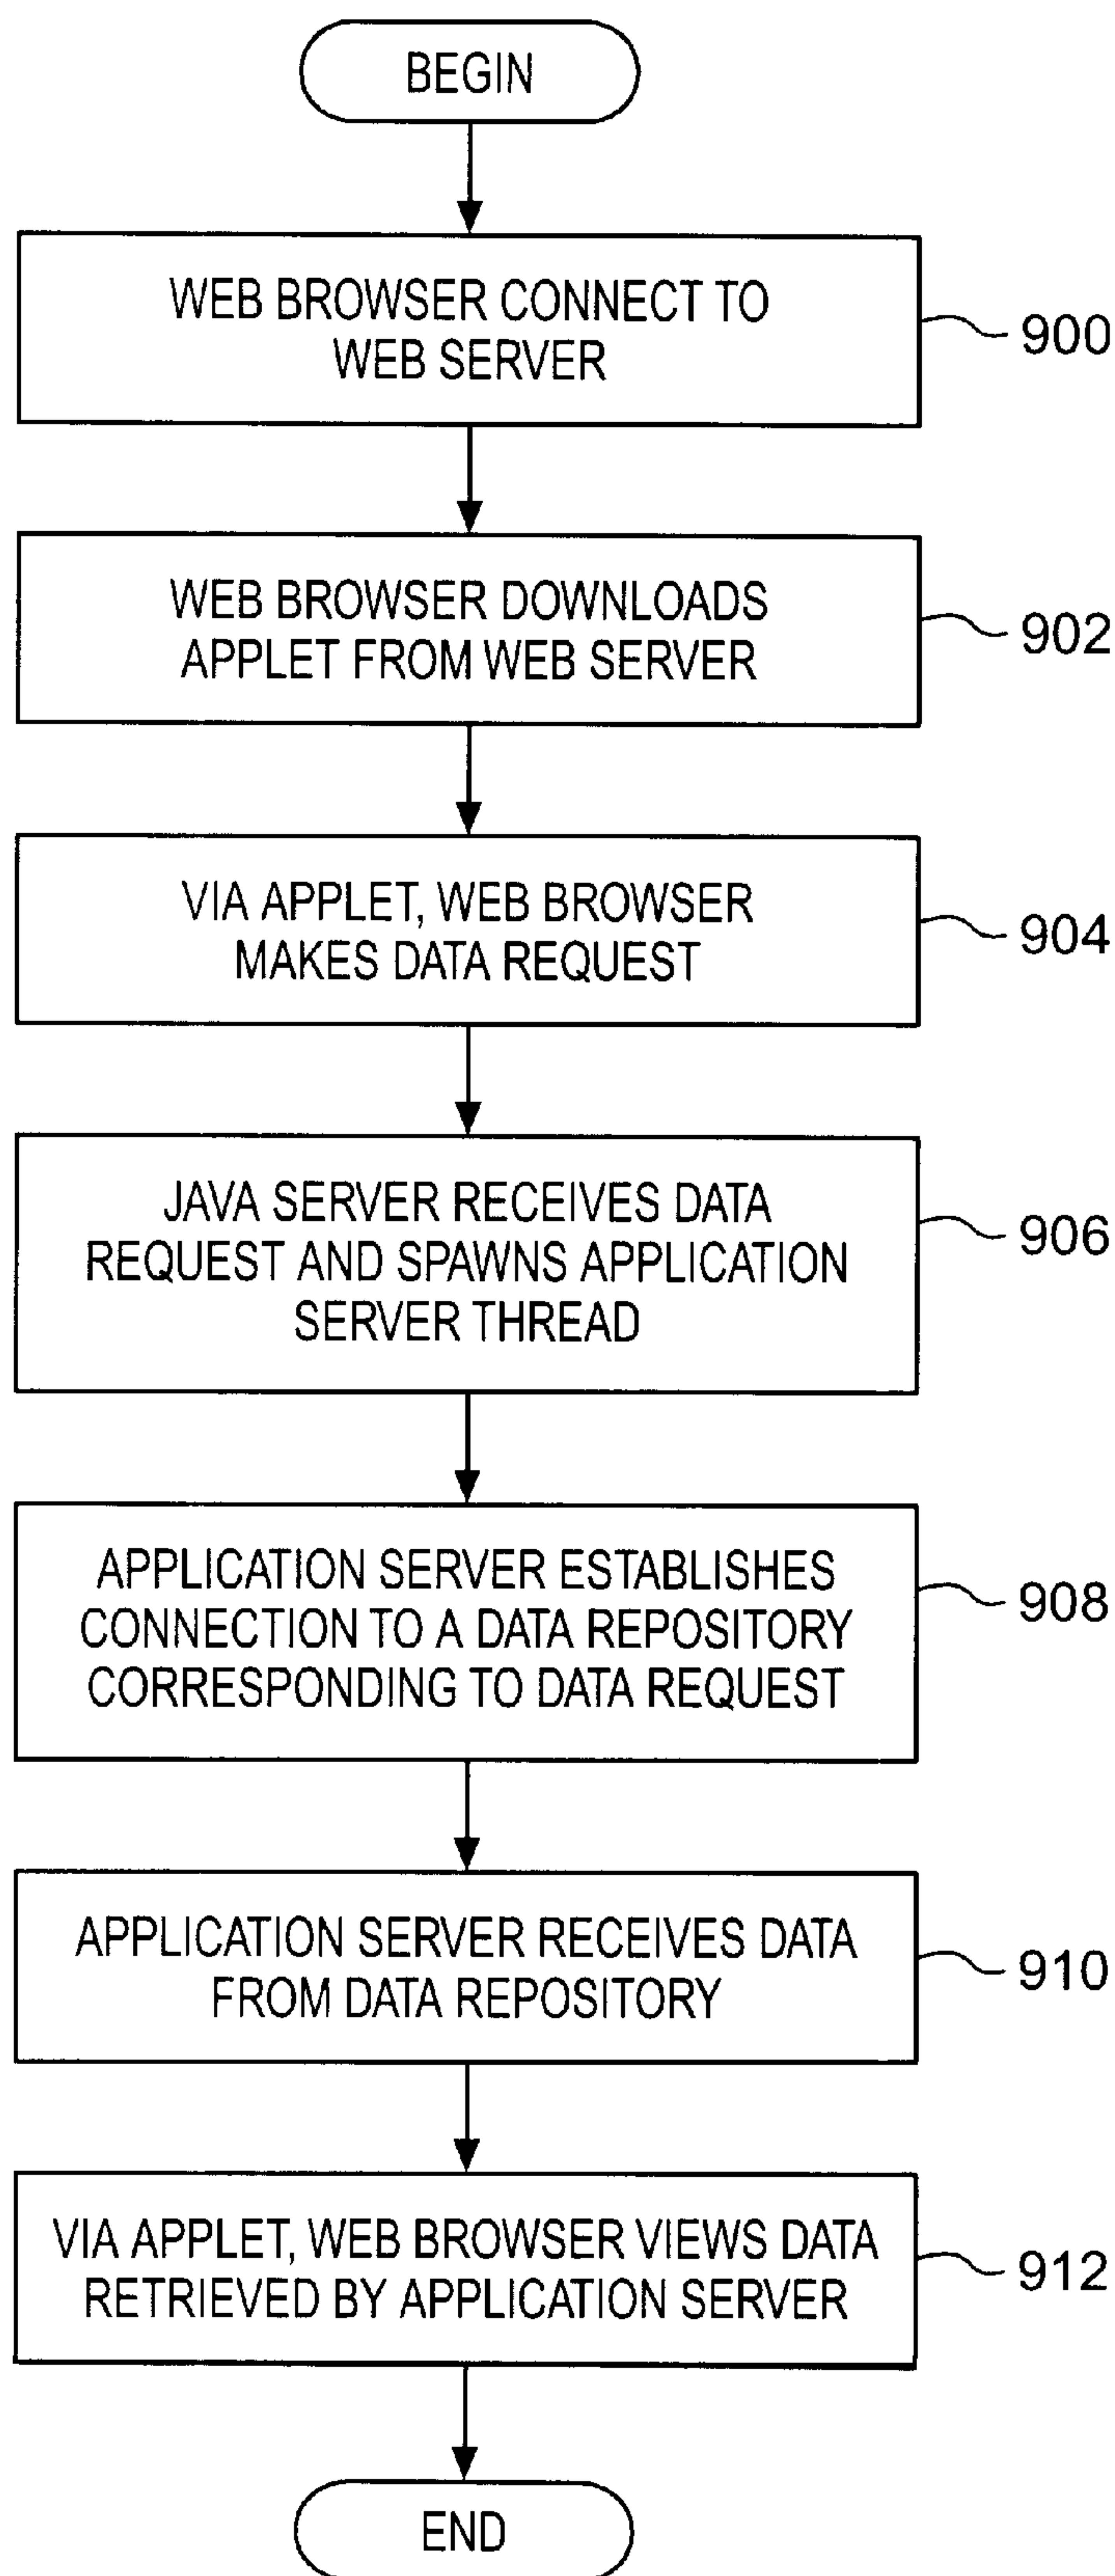 BEGIN
WEB BROWSER CONNECT TO
WEB SERVER
900
WEB BROWSER DOWNLOADS
APPLET FROM WEB SERVER
902
VIA APPLET, WEB BROWSER
MAKES DATA REQUEST
904
JAVA SERVER RECEIVES DATA
REQUEST AND SPAWNS APPLICATION
SERVER THREAD
906
APPLICATION SERVER ESTABLISHES
CONNECTION TO A DATA REPOSITORY
CORRESPONDING TO DATA REQUEST
908
APPLICATION SERVER RECEIVES DATA
FROM DATA REPOSITORY
910
VIA APPLET, WEB BROWSER VIEWS DATA
RETRIEVED BY APPLICATION SERVER
912
END